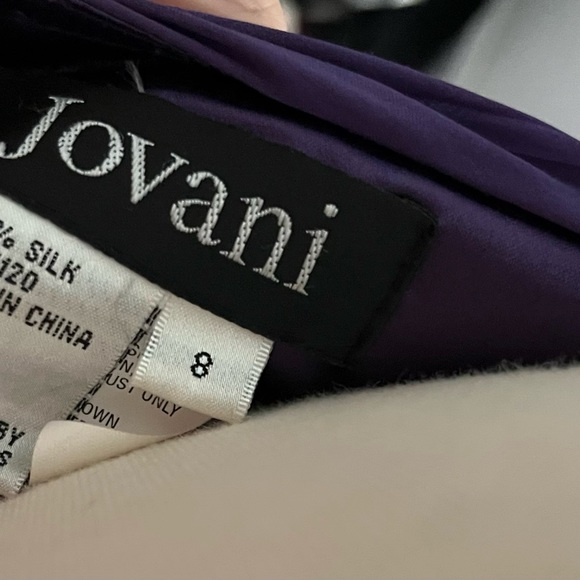 Jovani
% SILK
120
IN CHINA
8
UST ONLY
OWN
BY
S